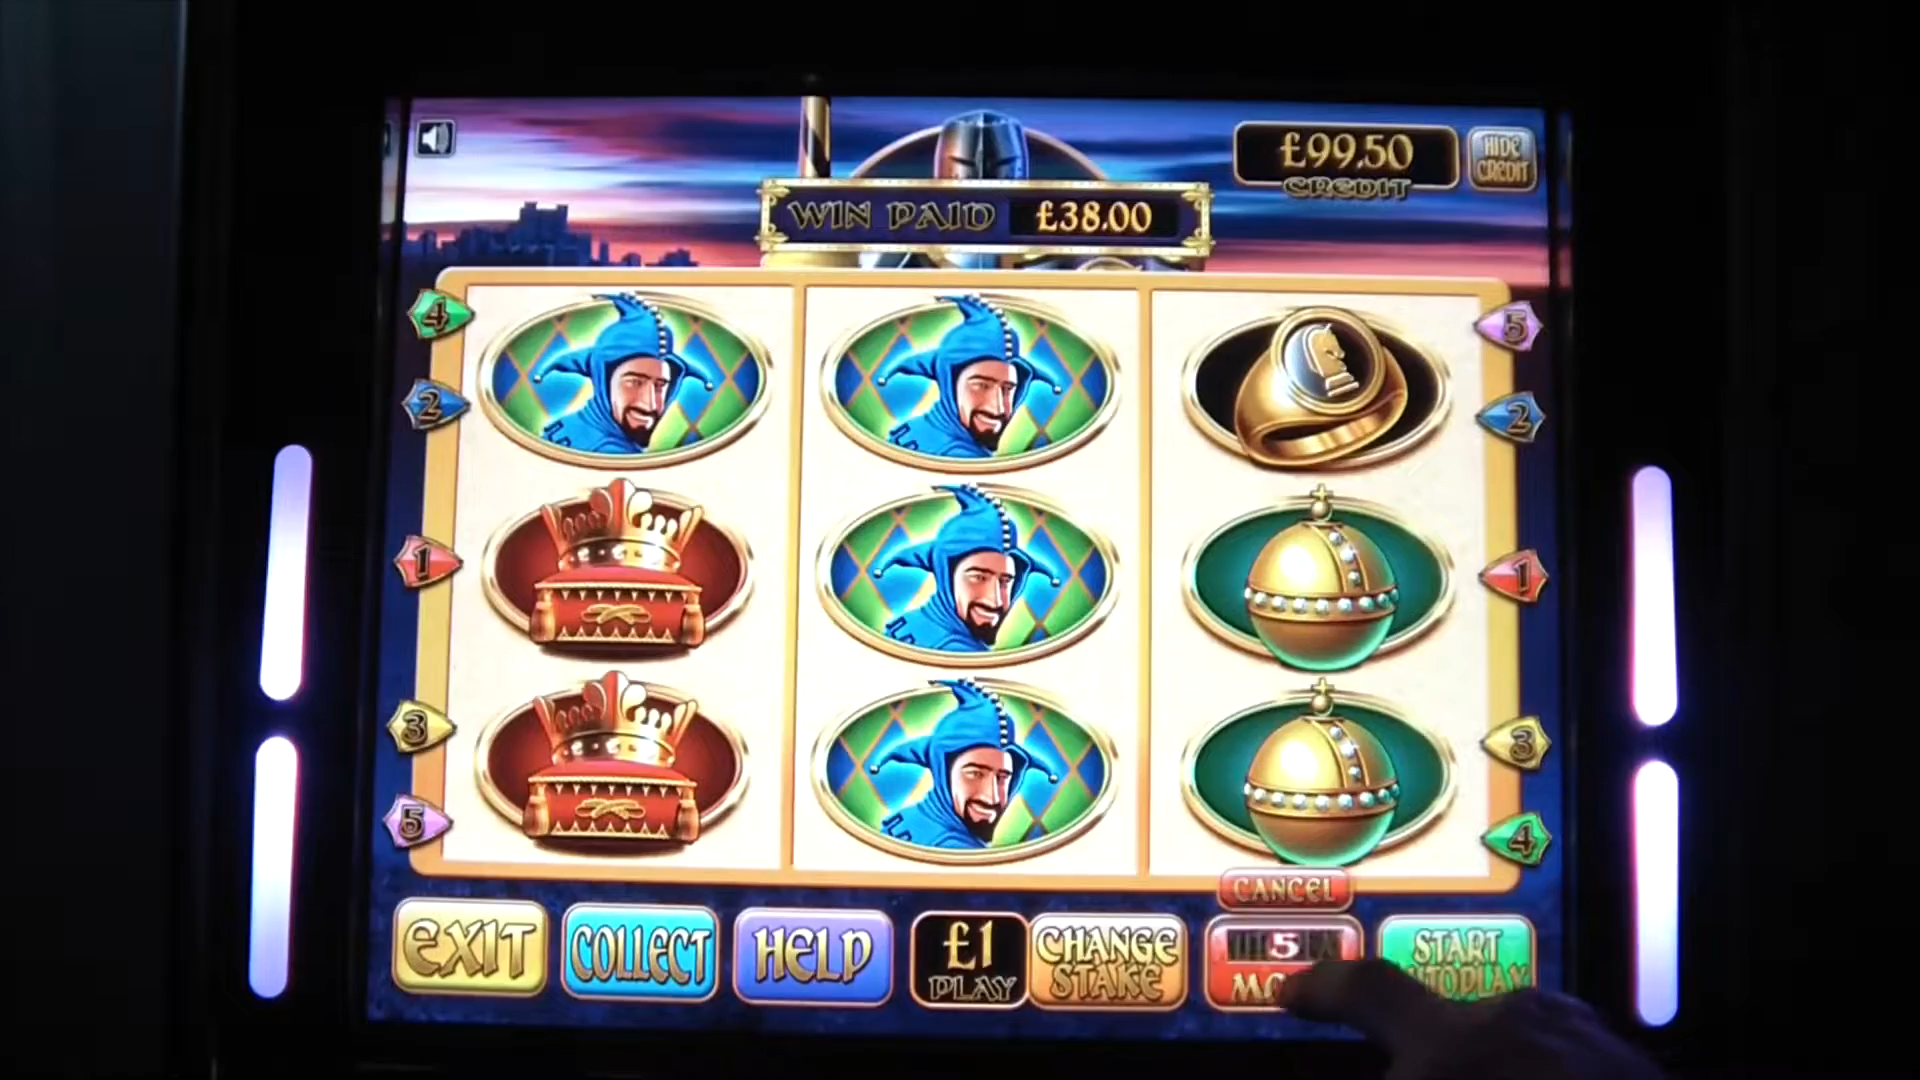 £99.50
CREDIT
HIDE
CREDIT
WIN PAID £38.00
4
5
2
2
1
1
3
3
5
4
CANCEL
EXIT
COLLECT
HELP
£1
PLAY
CHANGE
STAKE
5
START